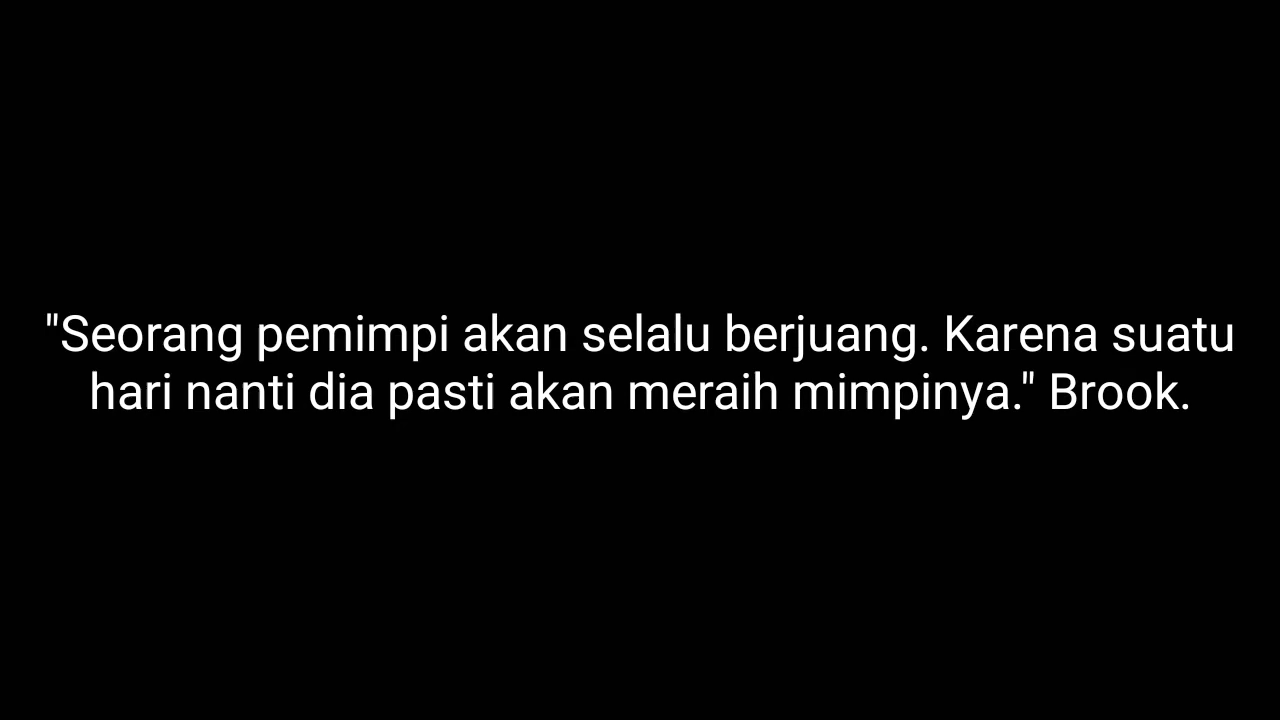 "Seorang pemimpi akan selalu berjuang. Karena suatu
hari nanti dia pasti akan meraih mimpinya." Brook.